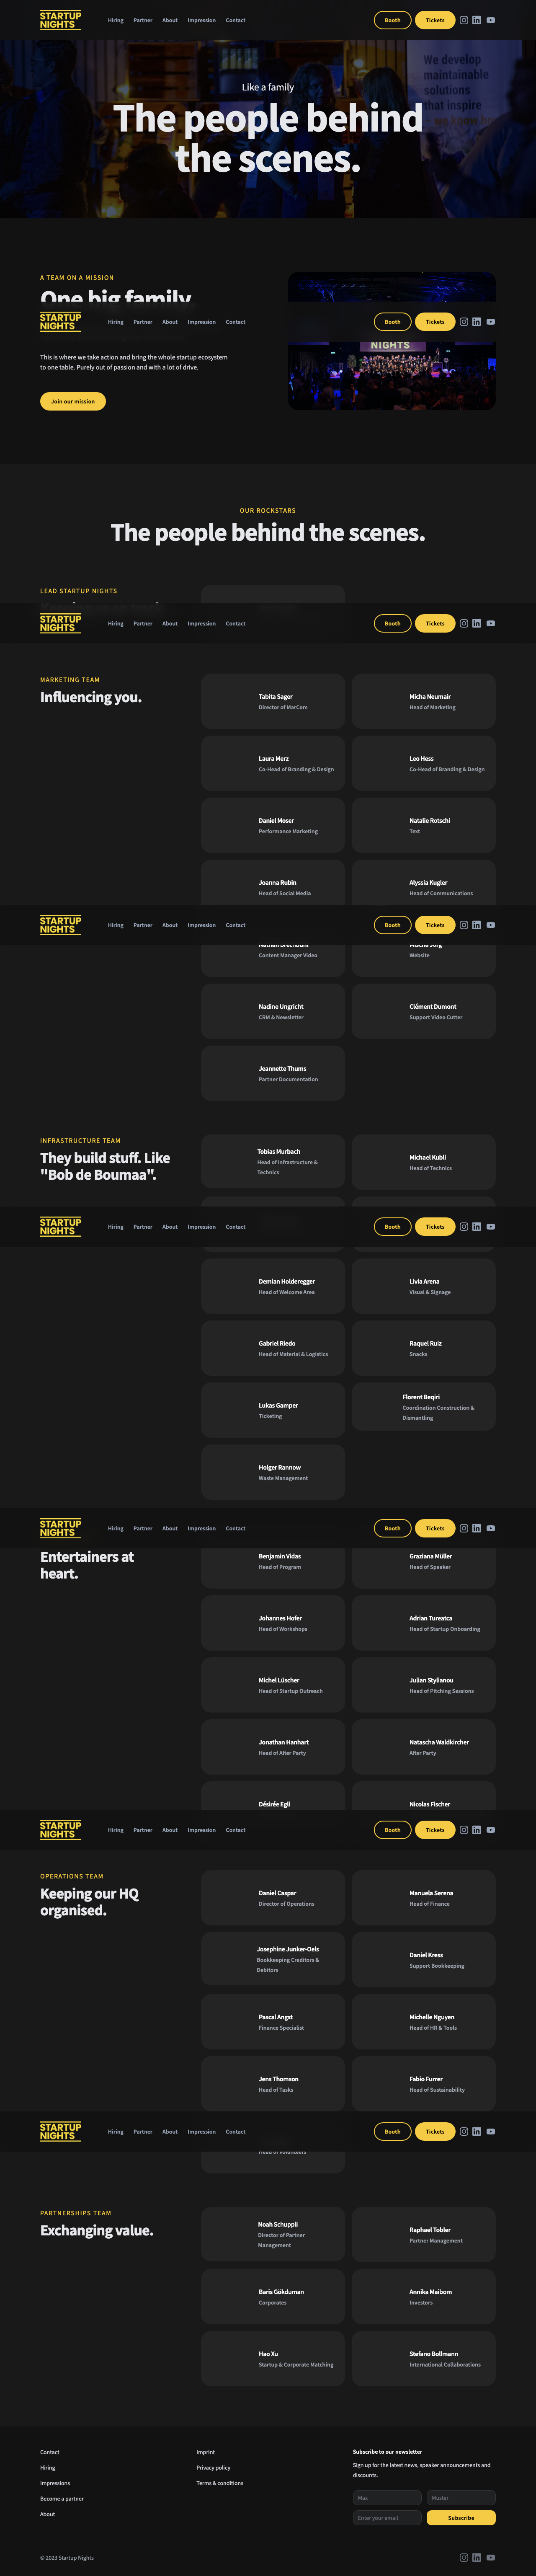 STARTUP
NIGHTS
Hiring Partner About Impression Contact Booth Tickets
We develop
maintainable
solutions
that inspire
Like a family
The people behind
the scenes.
A TEAM ON A MISSION
One big family
STARTUP
NIGHTS
Hiring Partner About Impression Contact Booth Tickets
NIGHTS
This is where we take action and bring the whole startup ecosystem
to one table. Purely out of passion and with a lot of drive.
Join our mission
OUR ROCKSTARS
The people behind the scenes.
LEAD STARTUP NIGHTS
STARTUP
NIGHTS
Hiring Partner About Impression Contact Booth Tickets
MARKETING TEAM
Influencing you.
Tabita Sager
Director of MarCom
Micha Neumair
Head of Marketing
Laura Merz
Co-Head of Branding & Design
Leo Hess
Co-Head of Branding & Design
Daniel Moser
Performance Marketing
Natalie Rotschi
Text
Joanna Rubin
Head of Social Media
Alyssia Kugler
Head of Communications
STARTUP
NIGHTS
Hiring Partner About Impression Contact Booth Tickets
Content Manager Video
Website
Nadine Ungricht
CRM & Newsletter
Clément Dumont
Support Video Cutter
Jeannette Thums
Partner Documentation
INFRASTRUCTURE TEAM
They build stuff. Like
"Bob de Boumaa".
Tobias Murbach
Head of Infrastructure &
Technics
Michael Kubli
Head of Technics
STARTUP
NIGHTS
Hiring Partner About Impression Contact Booth Tickets
Demian Holderegger
Head of Welcome Area
Livia Arena
Visual & Signage
Gabriel Riedo
Head of Material & Logistics
Raquel Ruiz
Snacks
Lukas Gamper
Ticketing
Florent Beqiri
Coordination Construction &
Dismantling
Holger Rannow
Waste Management
STARTUP
NIGHTS
Hiring Partner About Impression Contact Booth Tickets
Entertainers at
heart.
Benjamin Vidas
Head of Program
Graziana Müller
Head of Speaker
Johannes Hofer
Head of Workshops
Adrian Tureatca
Head of Startup Onboarding
Michel Lüscher
Head of Startup Outreach
Julian Stylianou
Head of Pitching Sessions
Jonathan Hanhart
Head of After Party
Natascha Waldkircher
After Party
Désirée Egli
Nicolas Fischer
STARTUP
NIGHTS
Hiring Partner About Impression Contact Booth Tickets
OPERATIONS TEAM
Keeping our HQ
organised.
Daniel Caspar
Director of Operations
Manuela Serena
Head of Finance
Josephine Junker-Oels
Bookkeeping Creditors &
Debitors
Daniel Kress
Support Bookkeeping
Pascal Angst
Finance Specialist
Michelle Nguyen
Head of HR & Tools
Jens Thomson
Head of Tasks
Fabio Furrer
Head of Sustainability
STARTUP
NIGHTS
Hiring Partner About Impression Contact Booth Tickets
Head of Volunteers
PARTNERSHIPS TEAM
Exchanging value.
Noah Schuppli
Director of Partner
Management
Raphael Tobler
Partner Management
Baris Gökduman
Corporates
Annika Maibom
Investors
Hao Xu
Startup & Corporate Matching
Stefano Bollmann
International Collaborations
Contact
Hiring
Impressions
Become a partner
About
Imprint
Privacy policy
Terms & conditions
Subscribe to our newsletter
Sign up for the latest news, speaker announcements and
discounts.
Max Muster
Enter your email Subscribe
© 2023 Startup Nights